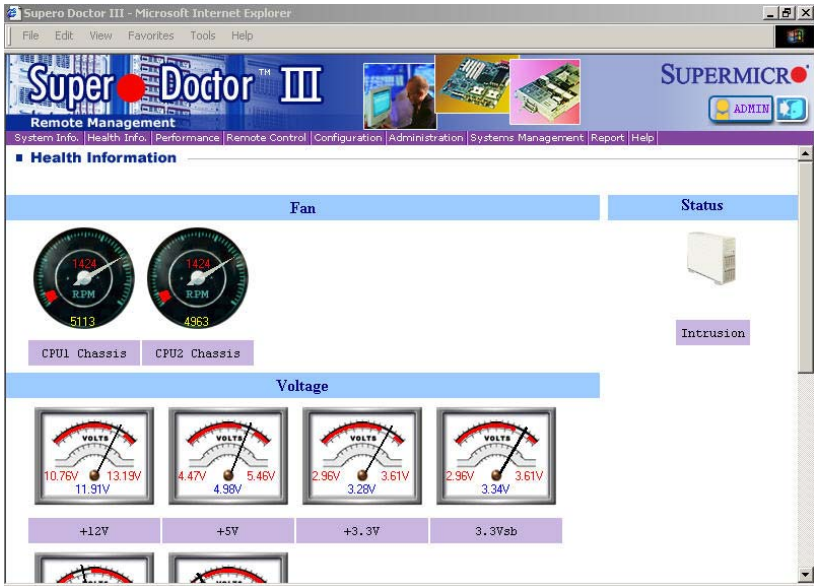 Supero Doctor III - Microsoft Internet Explorer
File Edit View Favorites Tools Help
Super Doctor ™ III
SUPERMICR
Remote Management
ADMIN
System Info. Health Info. Performance Remote Control Configuration Administration Systems Management Report Help
Health Information
Fan
Status
1424
RPM
5113
1424
RPM
4963
CPU1 Chassis
CPU2 Chassis
Intrusion
Voltage
VOLTS
10.76V 13.19V
11.91V
VOLTS
4.47V 5.46V
4.98V
VOLTS
2.96V 3.61V
3.28V
VOLTS
2.96V 3.61V
3.34V
+12V
+5V
+3.3V
3.3Vsb